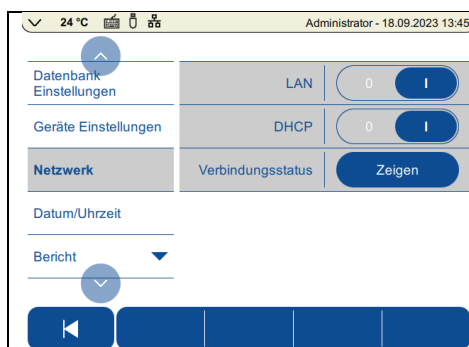 24 °C
Administrator - 18.09.2023 13:45
Datenbank
Einstellungen
Geräte Einstellungen
Netzwerk
Datum/Uhrzeit
Bericht
LAN 0 I
DHCP 0 I
Verbindungsstatus Zeigen